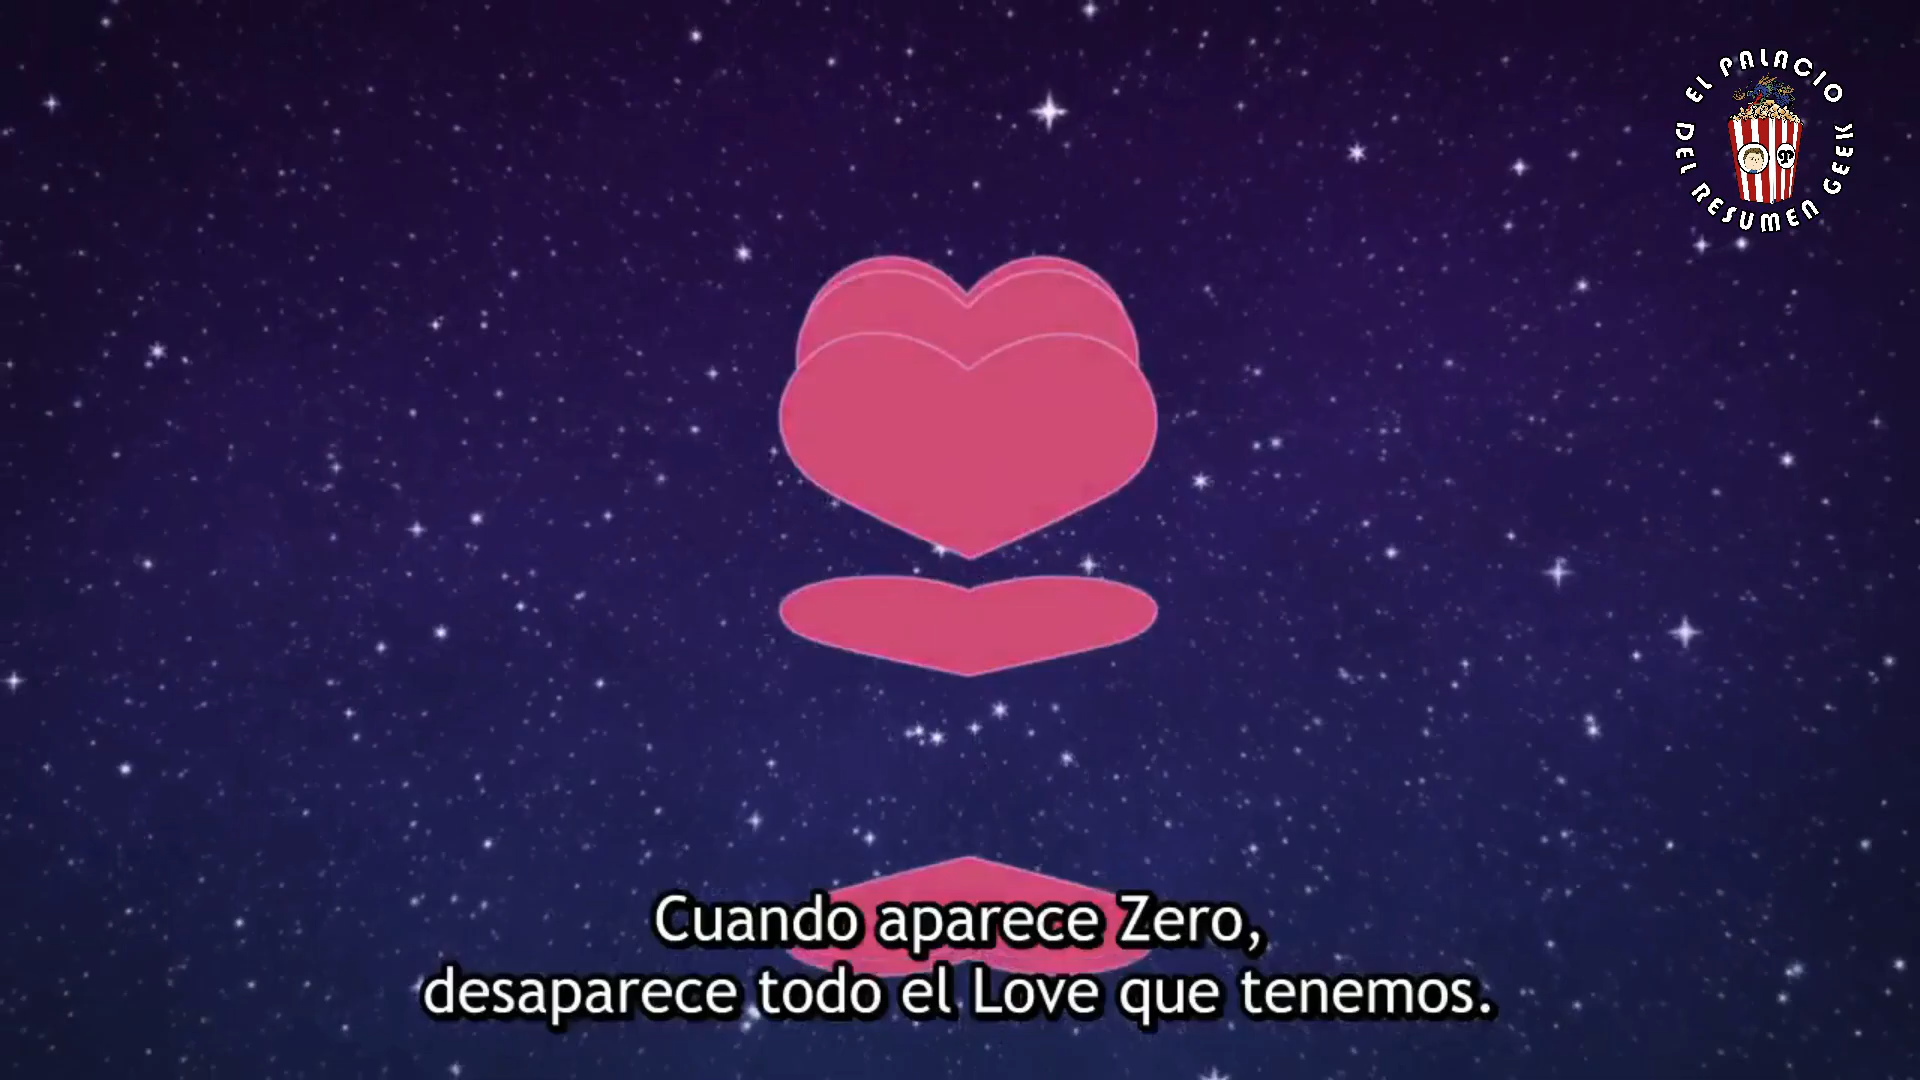 EL PALACIO
DEL RESUMEN GEEK
Cuando aparece Zero,
desaparece todo el Love que tenemos.